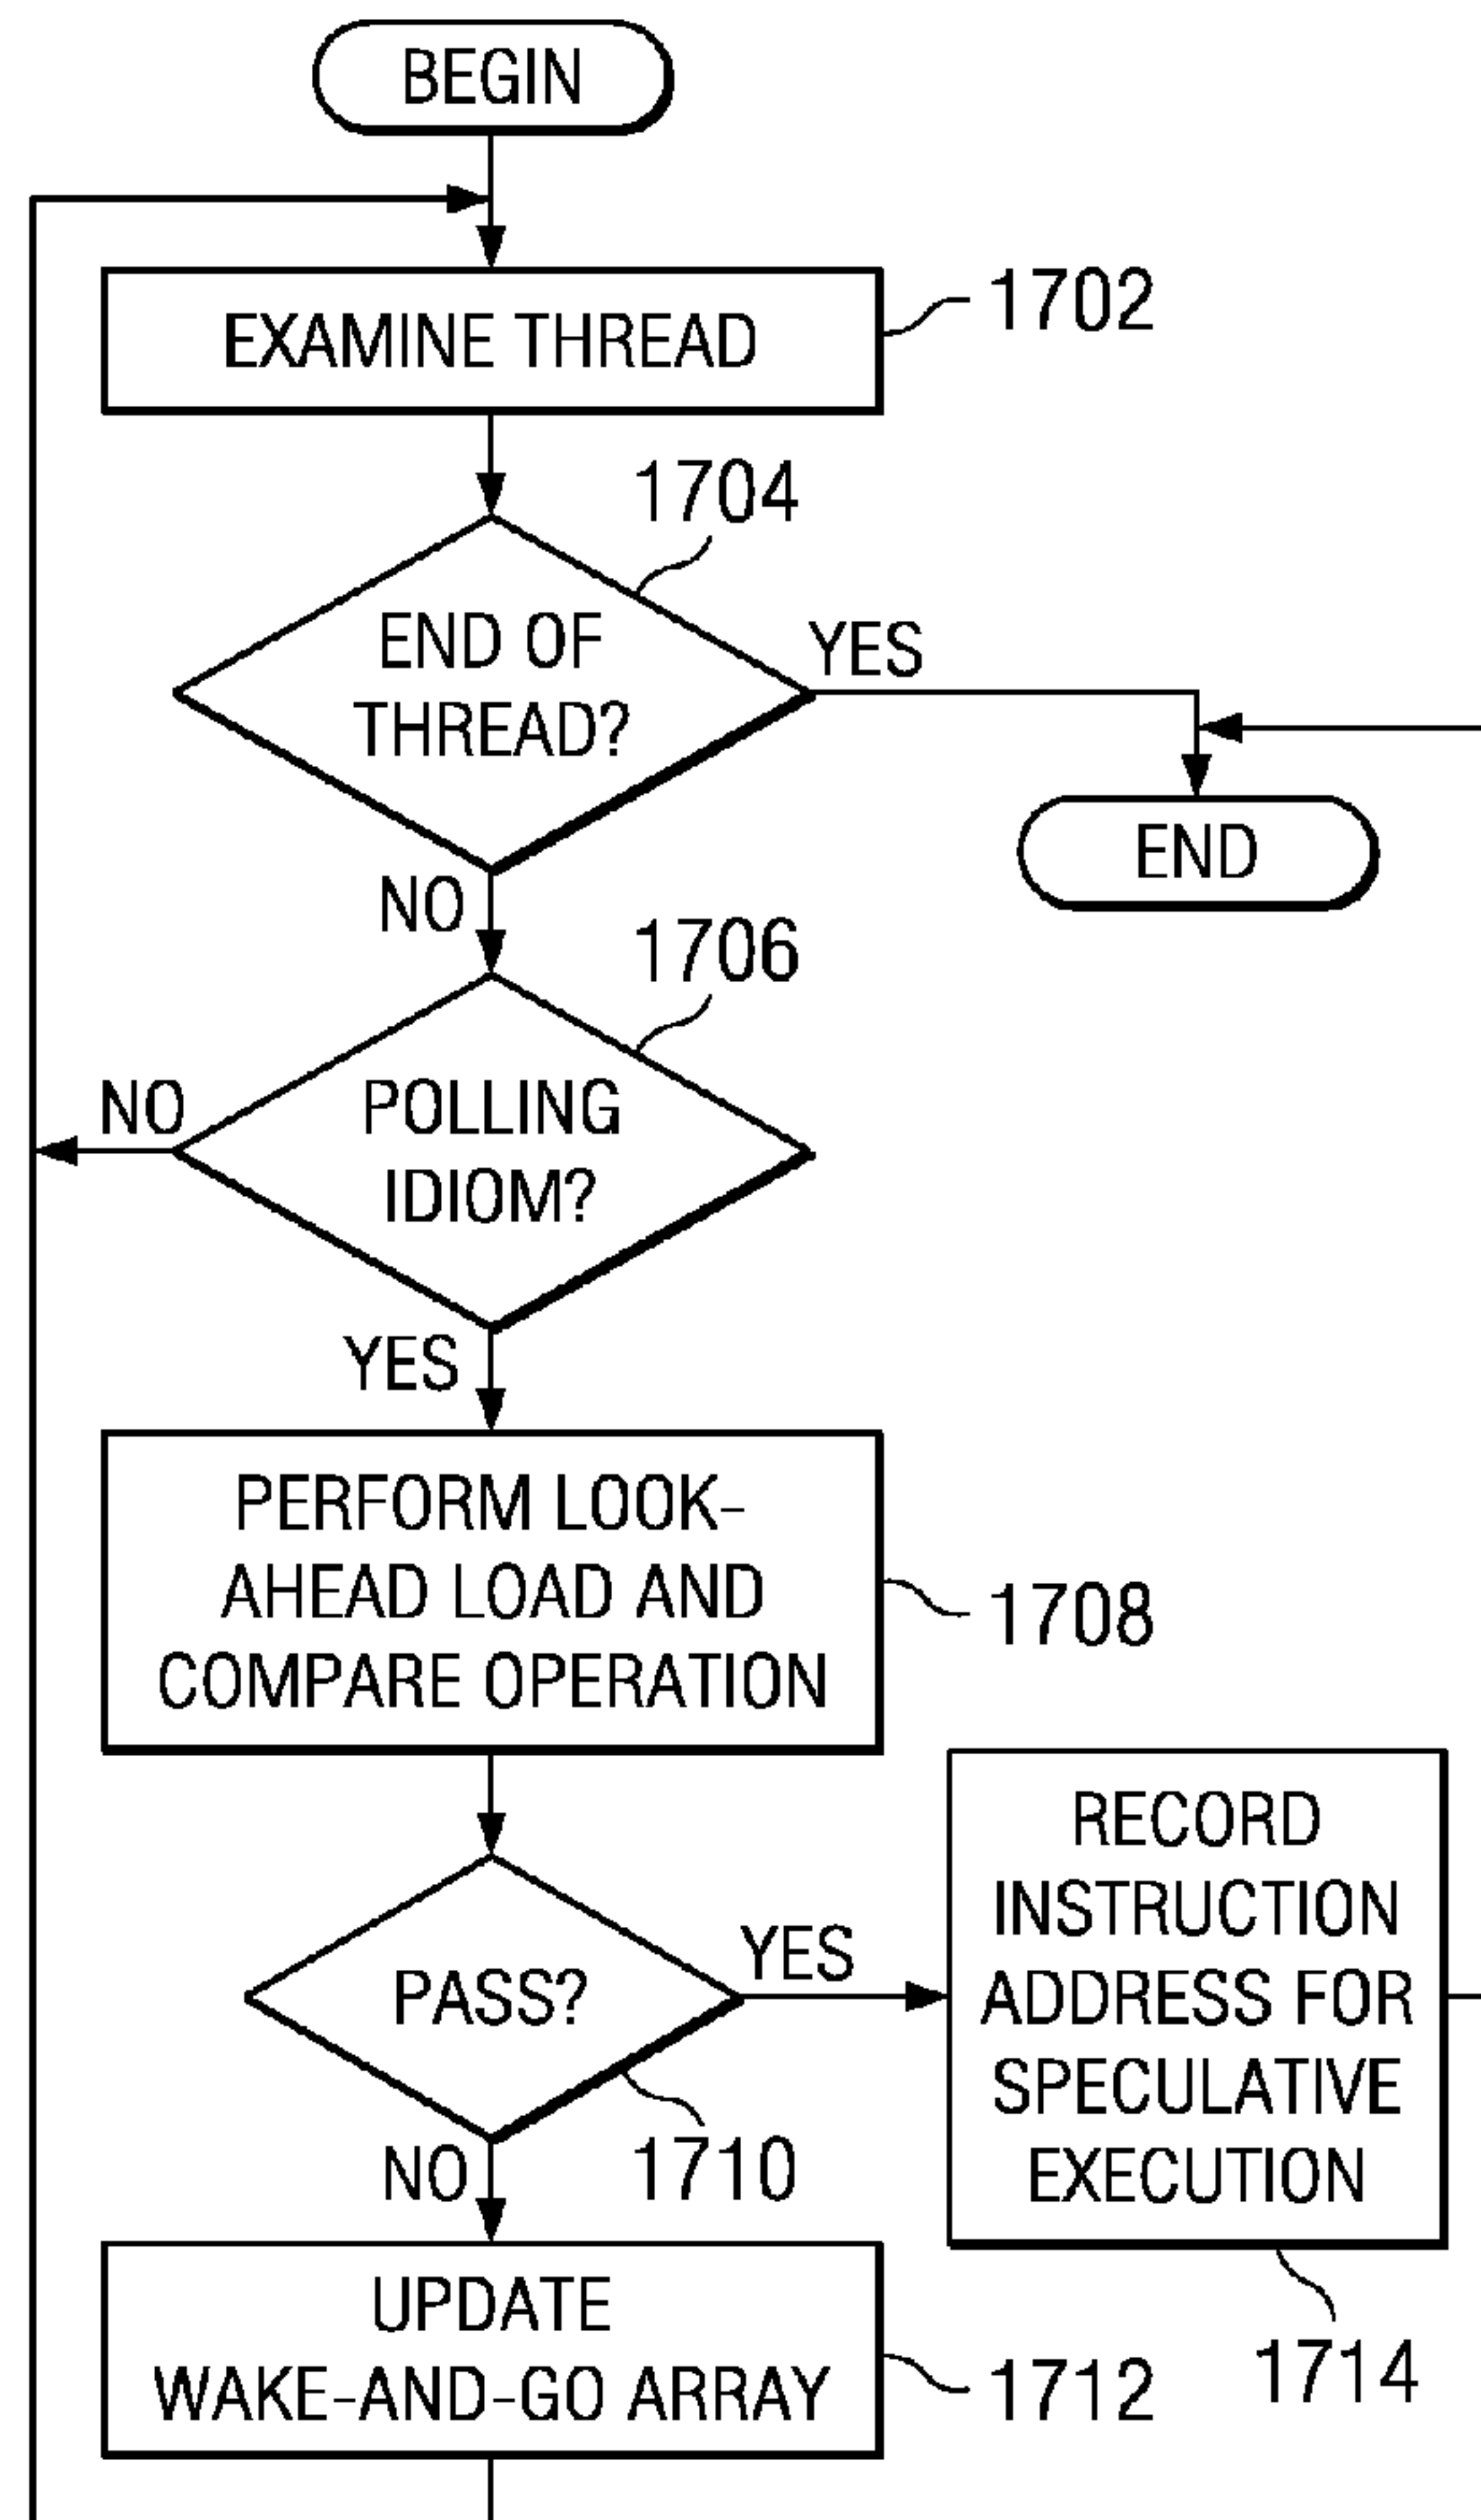 BEGIN
EXAMINE THREAD
1702
1704
END OF
THREAD?
YES
END
NO
1706
NO
POLLING
IDIOM?
YES
PERFORM LOOK-
AHEAD LOAD AND
COMPARE OPERATION
1708
PASS?
YES
1710
NO
RECORD
INSTRUCTION
ADDRESS FOR
SPECULATIVE
EXECUTION
1714
UPDATE
WAKE-AND-GO ARRAY
1712